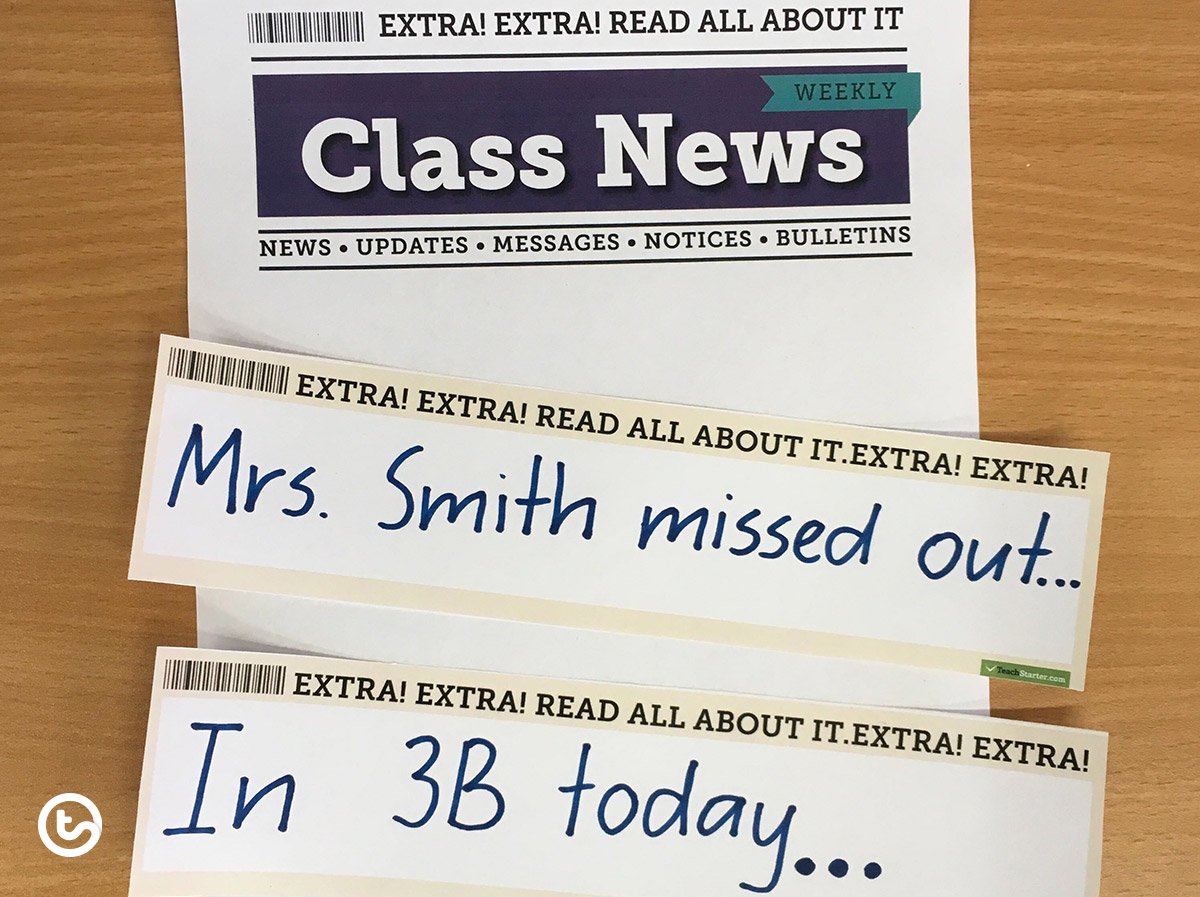 EXTRA! EXTRA! READ ALL ABOUT IT
WEEKLY
Class News
NEWS • UPDATES • MESSAGES • NOTICES • BULLETINS
EXTRA! EXTRA! READ ALL ABOUT IT.EXTRA! EXTRA!
Mrs. Smith missed out...
TeachStarter.com
EXTRA! EXTRA! READ ALL ABOUT IT.EXTRA! EXTRA!
In 3B today...